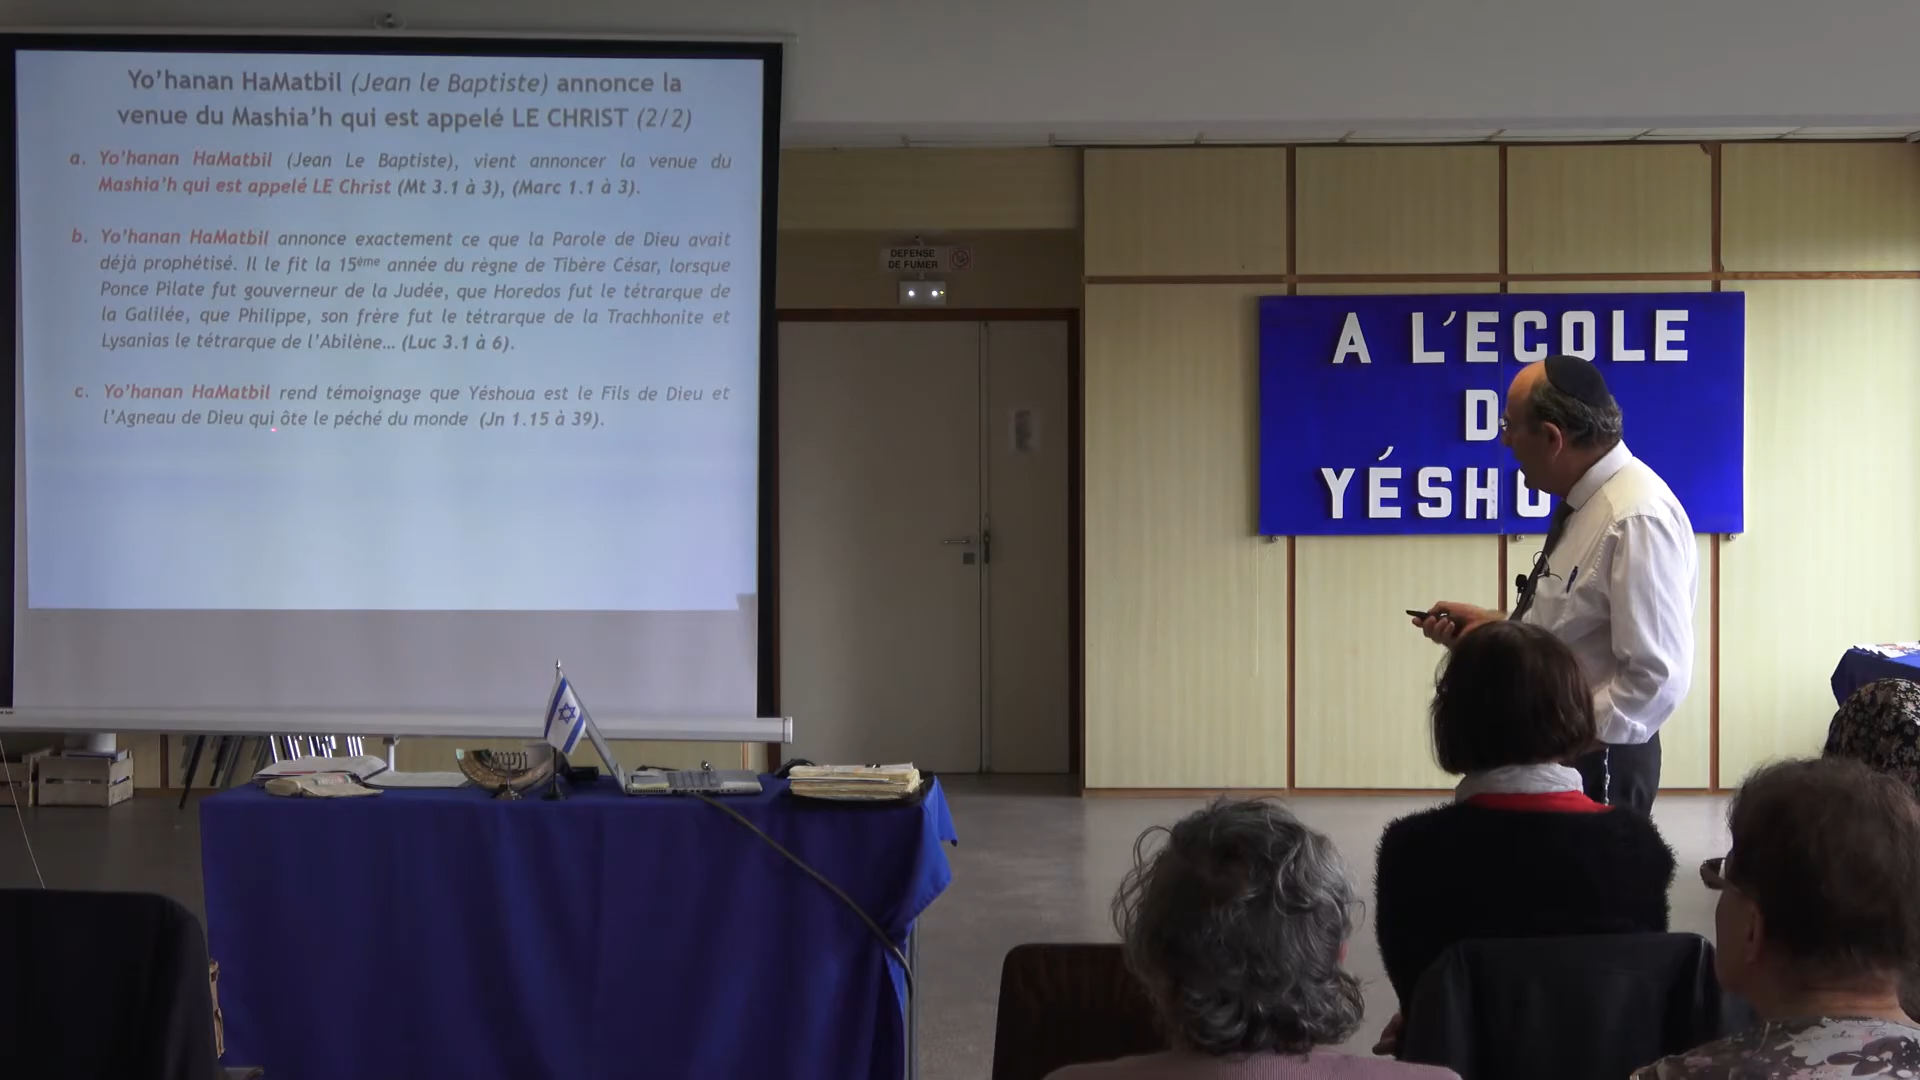 Yo'hanan HaMatbil (Jean le Baptiste) annonce la
venue du Mashia'h qui est appelé LE CHRIST (2/2)
a. Yo'hanan HaMatbil (Jean Le Baptiste), vient annoncer la venue du
Mashia'h qui est appelé LE Christ (Mt 3.1 à 3), (Marc 1.1 à 3).
b. Yo'hanan HaMatbil annonce exactement ce que la Parole de Dieu avait
déjà prophétisé. Il le fit la 15ème année du règne de Tibère César, lorsque
Ponce Pilate fut gouverneur de la Judée, que Horedos fut le tétrarque de
la Galilée, que Philippe, son frère fut le tétrarque de la Trachhonite et
Lysanias le tétrarque de l'Abilène... (Luc 3.1 à 6).
c. Yo'hanan HaMatbil rend témoignage que Yéshoua est le Fils de Dieu et
l'Agneau de Dieu qui ôte le péché du monde (Jn 1.15 à 39).
DEFENSE
DE FUMER
A L'ECOLE
D
YÉSHO